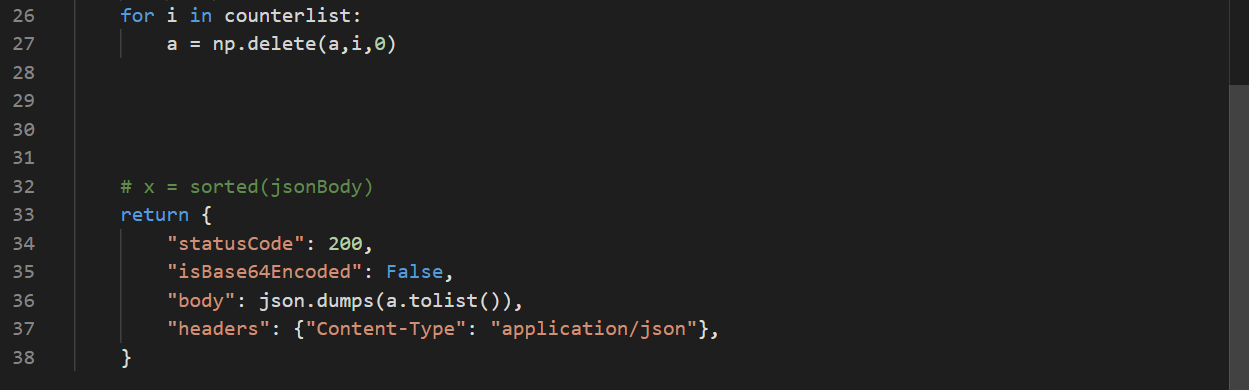 26 for i in counterlist:
27 a = np.delete(a,i,0)
28
29
30
31
32 # x = sorted(jsonBody)
33 return {
34 "statusCode": 200,
35 "isBase64Encoded": False,
36 "body": json.dumps(a.tolist()),
37 "headers": {"Content-Type": "application/json"},
38 }